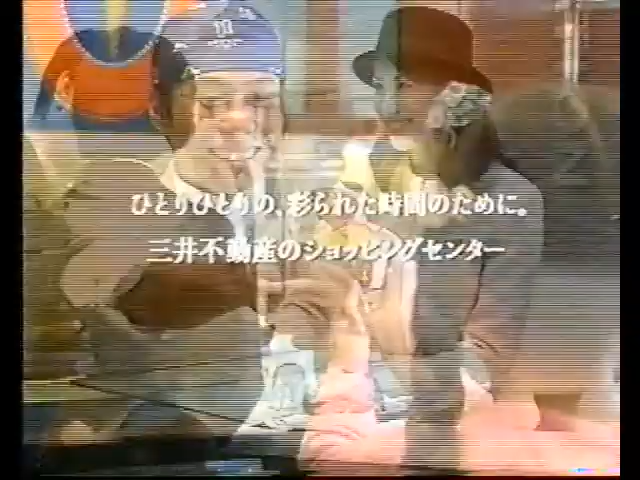 ひとりひとりの、彩られた時間のために。
三井不動産のショッピングセンター